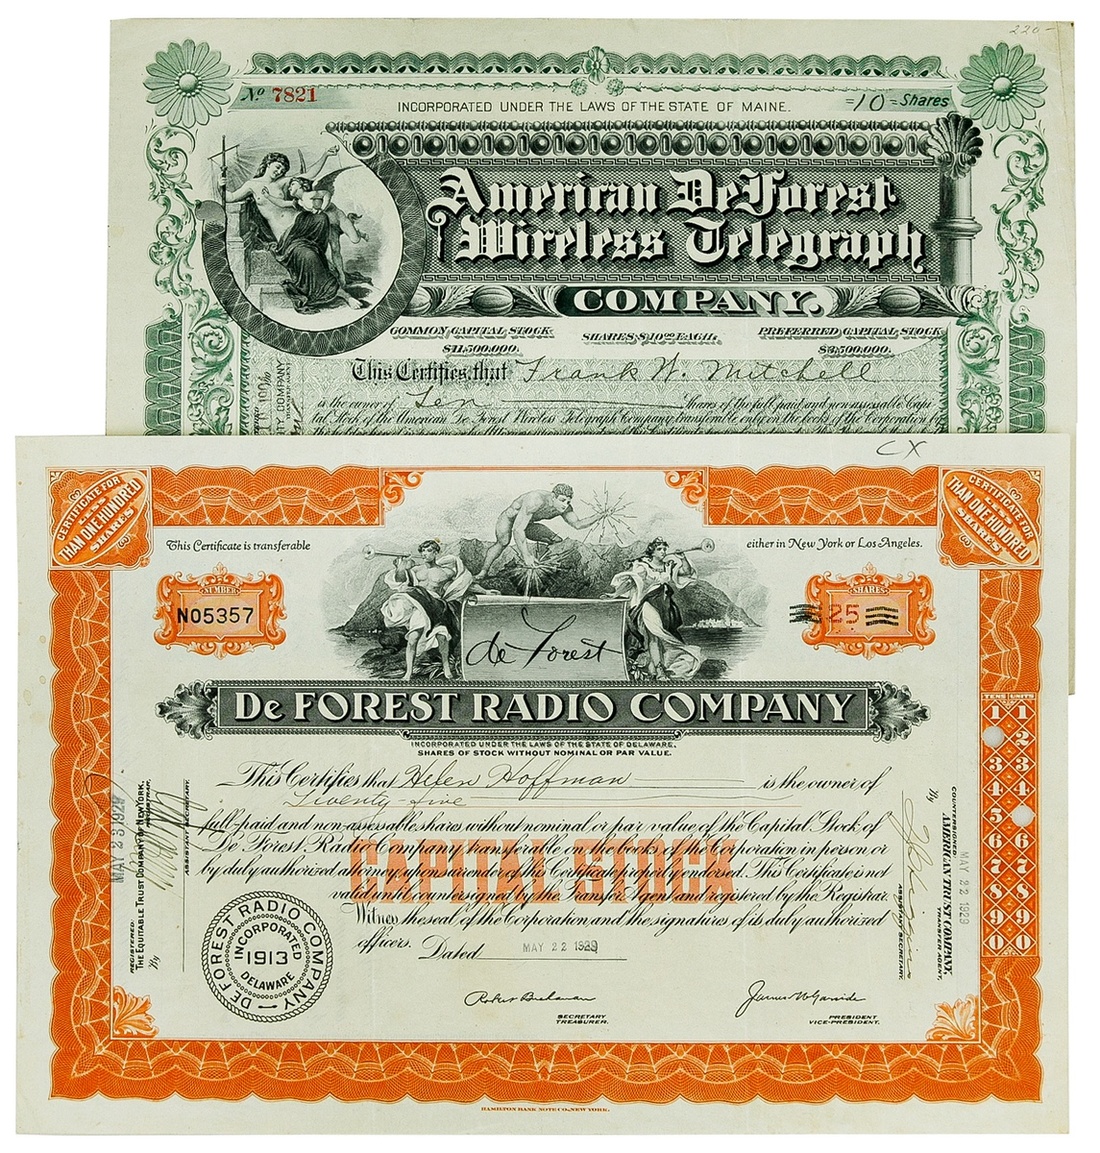 220-
No 7821
INCORPORATED UNDER THE LAWS OF THE STATE OF MAINE.
=10= Shares
American DeForest
Wireless Telegraph
COMPANY.
COMMON CAPITAL STOCK
$11,500,000.
SHARES $10.00 EACH.
PREFERRED CAPITAL STOCK
$3,500,000.
This Certifies that Frank W. Mitchell
is the owner of Ten Shares of the full paid and non-assessable Capi-
tal Stock of the American De Forest Wireless Telegraph Company, transferable only on the books of the Corporation by
CX
CERTIFICATE FOR
LESS
THAN ONE HUNDRED
SHARES
CERTIFICATE FOR
LESS
THAN ONE HUNDRED
SHARES
This Certificate is transferable
either in New York or Los Angeles.
NUMBER
NO5357
SHARES
25
de Forest
De FOREST RADIO COMPANY
INCORPORATED UNDER THE LAWS OF THE STATE OF DELAWARE.
SHARES OF STOCK WITHOUT NOMINAL OR PAR VALUE.
This Certifies that Helen Hoffman is the owner of
Twenty-five
full-paid and non-assessable shares without nominal or par value of the Capital Stock of
De Forest Radio Company transferable on the books of the Corporation in person or
by duly authorized attorney, upon surrender of this Certificate properly endorsed. This Certificate is not
valid until countersigned by the Transfer Agent and registered by the Registrar.
Witness the seal of the Corporation and the signatures of its duly authorized
officers.
Dated MAY 22 1929
CAPITAL STOCK
DE FOREST RADIO COMPANY
INCORPORATED
1913
DELAWARE
Robert Buchanan
SECRETARY
TREASURER.
James W Garside
PRESIDENT
VICE-PRESIDENT.
MAY 23 1929
REGISTERED
THE EQUITABLE TRUST COMPANY OF NEW YORK,
REGISTRAR,
By
ASSISTANT SECRETARY.
COUNTERSIGNED:
AMERICAN TRUST COMPANY,
TRANSFER AGENT,
By
ASSISTANT SECRETARY.
MAY 22 1929
TENS UNITS
1 1
2 2
3 3
4 4
5 5
6 6
7 7
8 8
9 9
0 0
HAMILTON BANK NOTE CO., NEW YORK.